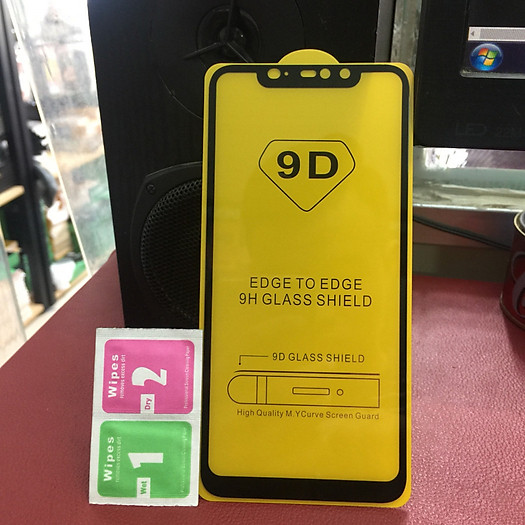 9D
EDGE TO EDGE
9H GLASS SHIELD
9D GLASS SHIELD
High Quality M.YCurve Screen Guard
Wipes
Dry
2
Wipes
Wet
1
LED